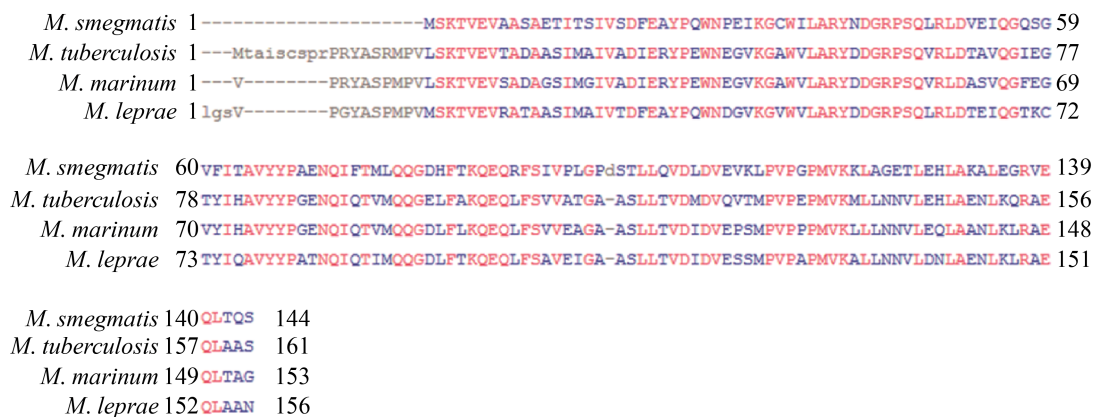 M. smegmatis 1 ---------------------MSKTVEVAASAETITSIVSDFEAYPQWNPEIKGCWILARYNDGRPSQLRLDVEIQGQSG 59
M. tuberculosis 1 ---MtaiscsprPRYASRMPVLSKTVEVTADAASIMAIVADIERYPEWNEGVKGAWVLARYDDGRPSQVRLDTAVQGIEG 77
M. marinum 1 ---V--------PRYASPMPVLSKTVEVSADAGSIMGIVADIERYPEWNEGVKGAWVLARYDDGRPSQLRLDASVQGFEG 69
M. leprae 1 lgsV--------PGYASPMPVMSKTVEVRATAASIMAIVTDFEAYPQWNDGVKGVWVLARYDDGRPSQLRLDTEIQGTKC 72
M. smegmatis 60 VFITAVYYPAENQIFTMLQQGDHFTKQEQRFSIVPLGPdSTLLQVDLDVEVKLPVPGPMVKKLAGETLEHLAKALEGRVE 139
M. tuberculosis 78 TYIHAVYYPGENQIQTVMQQGELFAKQEQLFSVVATGA-ASLLTVDMDVQVTMPVPEPMVKMLLNNVLEHLAENLKQRAE 156
M. marinum 70 VYIHAVYYPGENQIQTVMQQGDLFLKQEQLFSVVEAGA-ASLLTVDIDVEPSMPVPPPMVKLLLNNVLEQLAANLKLRAE 148
M. leprae 73 TYIQAVYYPATNQIQTIMQQGDLFTKQEQLFSAVEIGA-ASLLTVDIDVESSMPVPAPMVKALLNNVLDNLAENLKLRAE 151
M. smegmatis 140 QLTQS 144
M. tuberculosis 157 QLAAS 161
M. marinum 149 QLTAG 153
M. leprae 152 QLAAN 156